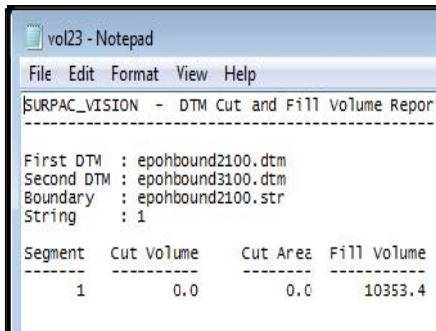 vol23 - Notepad
File Edit Format View Help
SURPAC_VISION - DTM Cut and Fill Volume Repor
----------------------------------------------
First DTM : epohbound2100.dtm
Second DTM : epohbound3100.dtm
Boundary : epohbound2100.str
String : 1
Segment Cut Volume Cut Area Fill Volume
------- ---------- -------- -----------
1 0.0 0.0 10353.4